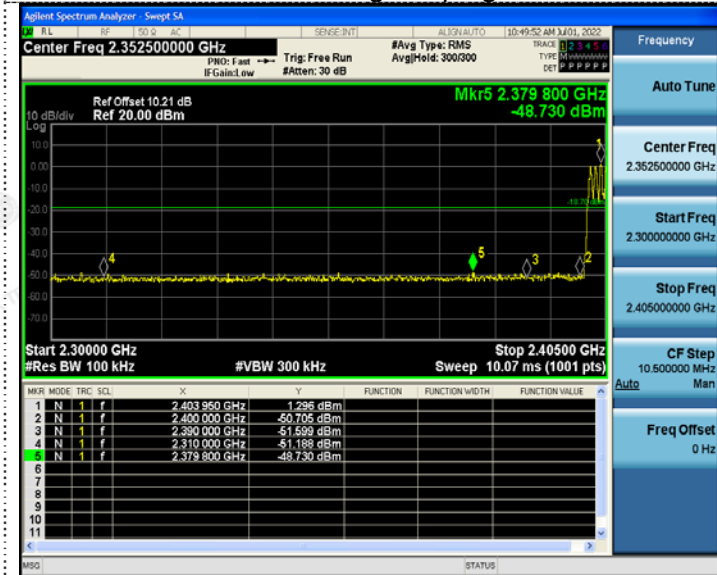 Agilent Spectrum Analyzer - Swept SA
RL RF 50 Ω AC SENSE:INT ALIGN AUTO 10:49:52 AM Jul 01, 2022
Center Freq 2.352500000 GHz #Avg Type: RMS TRACE 1 2 3 4 5 6
PNO: Fast Trig: Free Run Avg|Hold: 300/300 TYPE M
IFGain:Low #Atten: 30 dB DET P P P P P P
Mkr5 2.379 800 GHz
Ref Offset 10.21 dB
10 dB/div Ref 20.00 dBm -48.730 dBm
Log
10.0
0.00
-10.0
-20.0
-30.0
-40.0
-50.0
-60.0
-70.0
1
2
3
4
5
Start 2.30000 GHz Stop 2.40500 GHz
#Res BW 100 kHz #VBW 300 kHz Sweep 10.07 ms (1001 pts)
MKR MODE TRC SCL X Y FUNCTION FUNCTION WIDTH FUNCTION VALUE
1 N 1 f 2.403 950 GHz 1.296 dBm
2 N 1 f 2.400 000 GHz -50.705 dBm
3 N 1 f 2.390 000 GHz -51.599 dBm
4 N 1 f 2.310 000 GHz -51.188 dBm
5 N 1 f 2.379 800 GHz -48.730 dBm
6
7
8
9
10
11
MSG STATUS
Frequency
Auto Tune
Center Freq
2.352500000 GHz
Start Freq
2.300000000 GHz
Stop Freq
2.405000000 GHz
CF Step
10.500000 MHz
Auto Man
Freq Offset
0 Hz